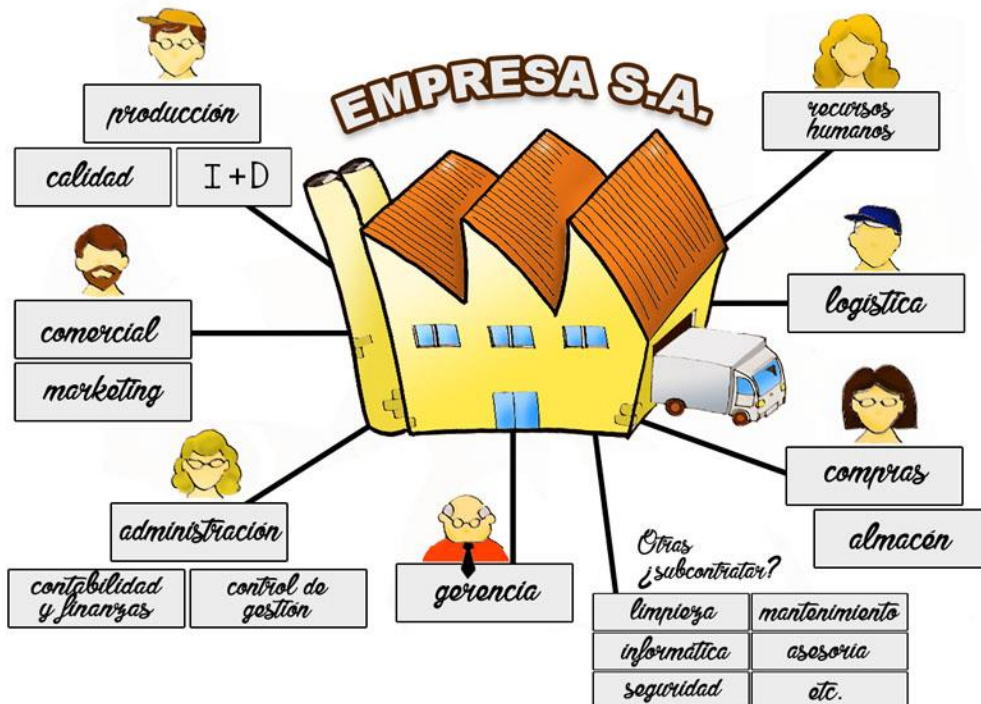 EMPRESA S.A.
producción
calidad
I+D
comercial
marketing
administración
contabilidad
y finanzas
control de
gestión
gerencia
Otras
¿subcontratar?
limpieza
mantenimiento
informática
asesoría
seguridad
etc.
recursos
humanos
logística
compras
almacén